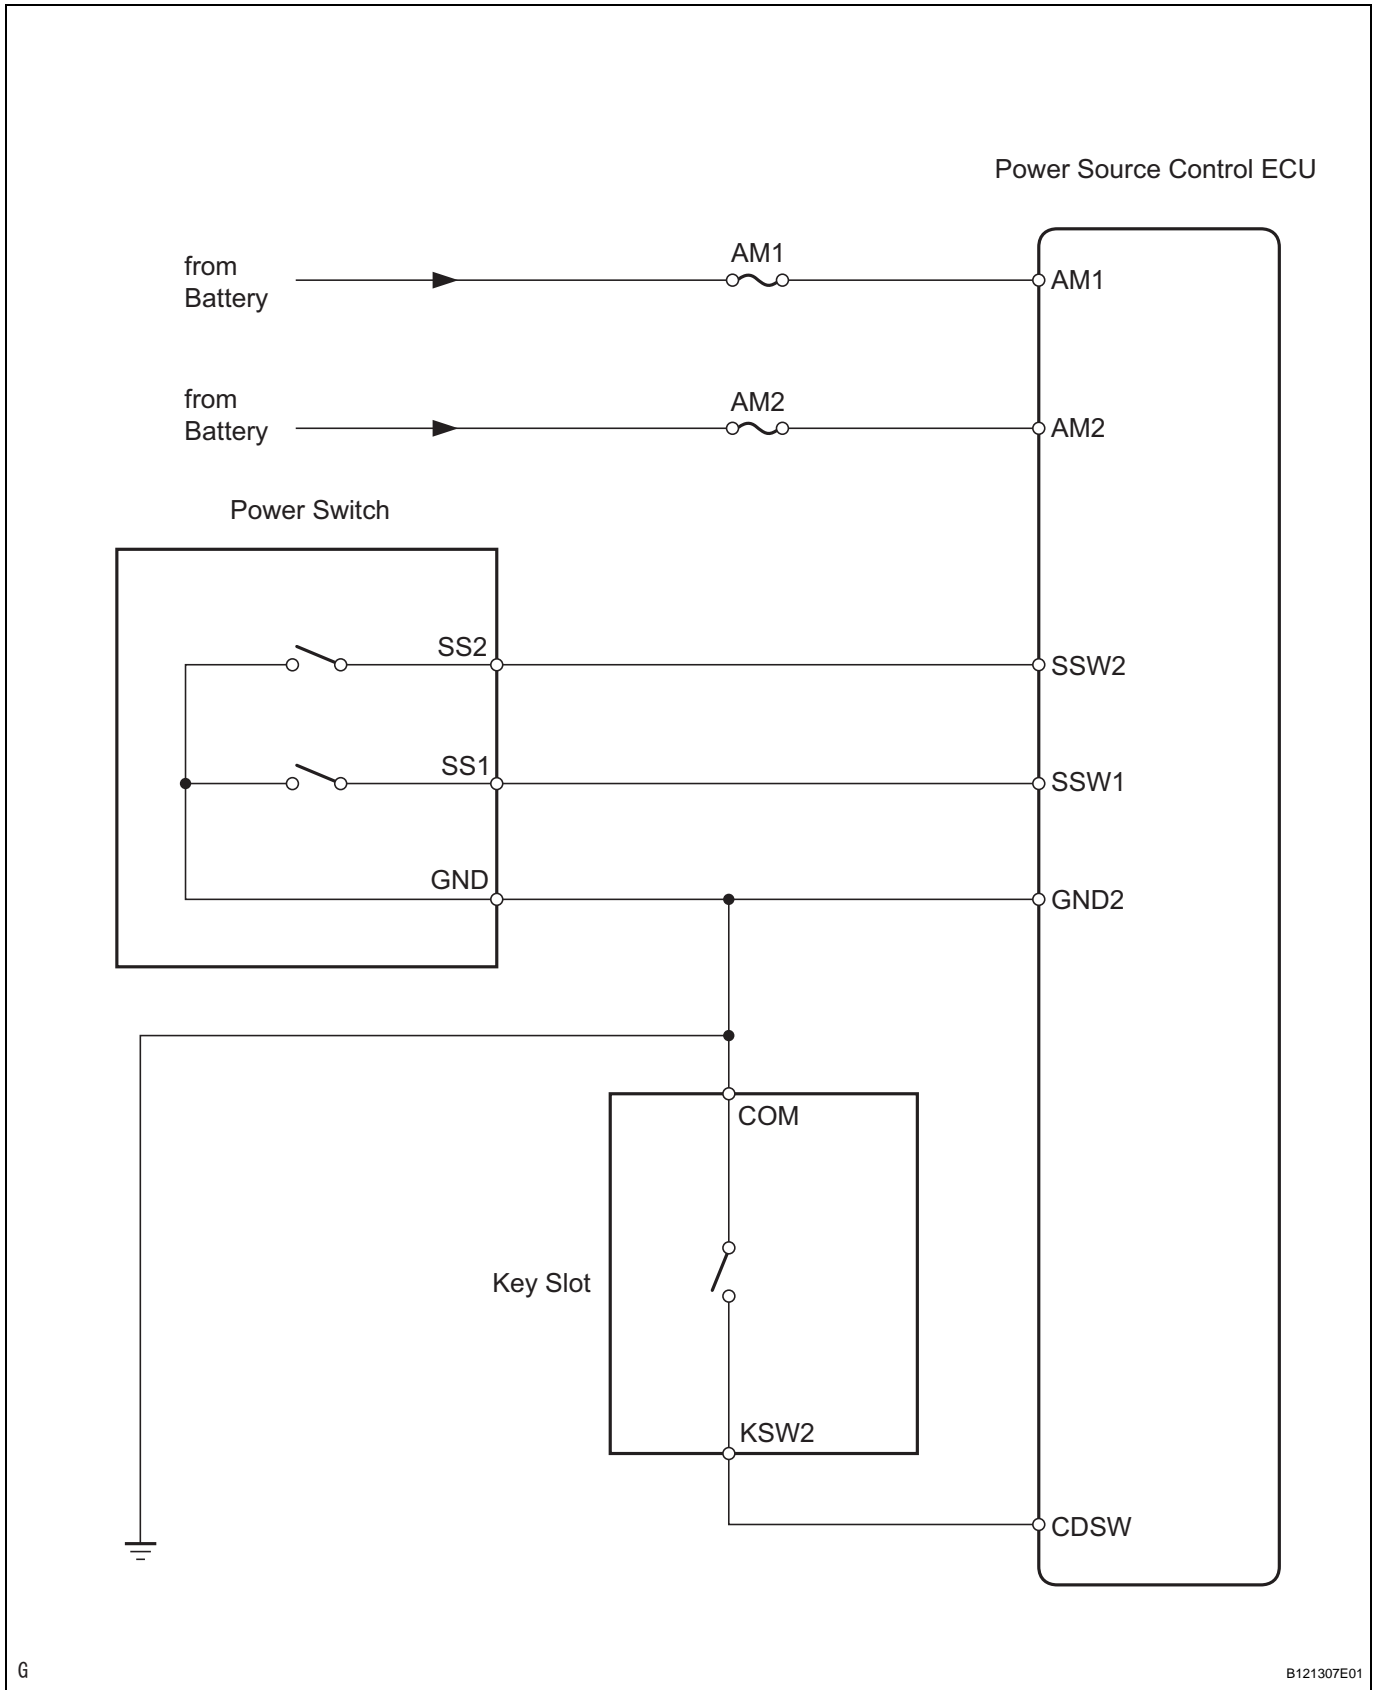 Power Source Control ECU
from
Battery
AM1
AM1
from
Battery
AM2
AM2
Power Switch
SS2
SSW2
SS1
SSW1
GND
GND2
COM
Key Slot
KSW2
CDSW
G
B121307E01